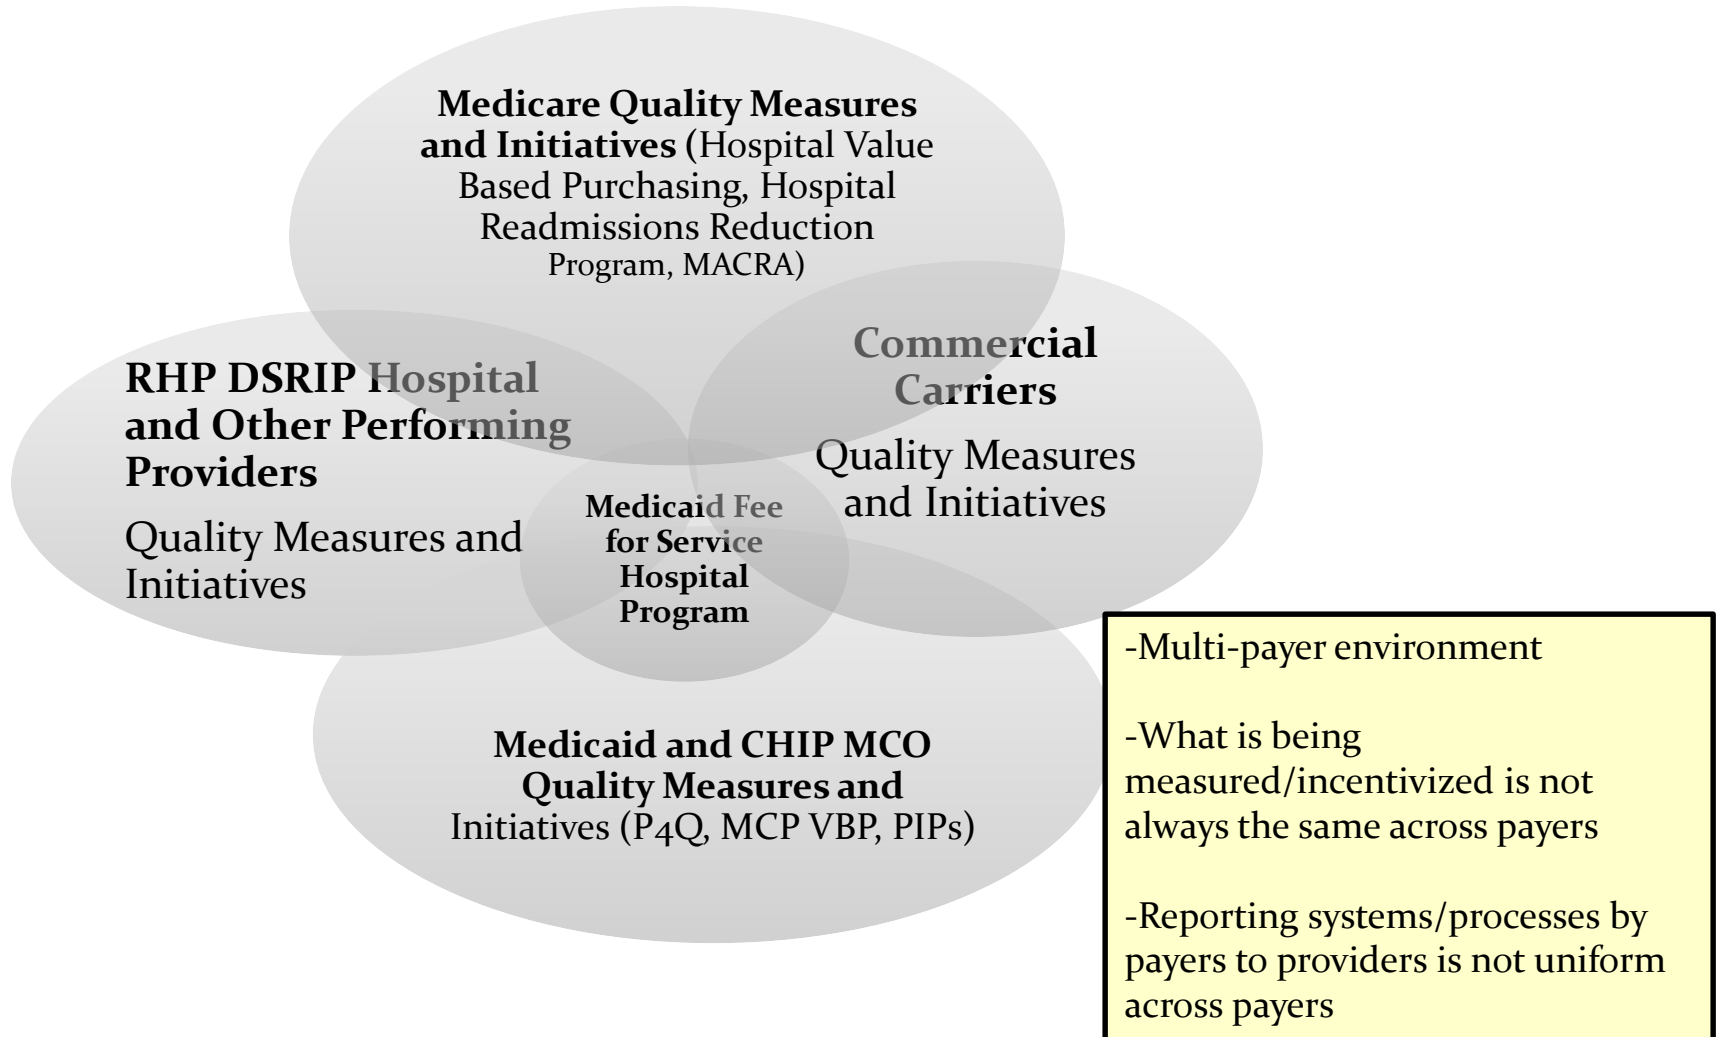 Medicare Quality Measures
and Initiatives (Hospital Value
Based Purchasing, Hospital
Readmissions Reduction
Program, MACRA)
Commercial
Carriers
Quality Measures
and Initiatives
RHP DSRIP Hospital
and Other Performing
Providers
Quality Measures and
Initiatives
Medicaid Fee
for Service
Hospital
Program
Medicaid and CHIP MCO
Quality Measures and
Initiatives (P4Q, MCP VBP, PIPs)
-Multi-payer environment
-What is being
measured/incentivized is not
always the same across payers
-Reporting systems/processes by
payers to providers is not uniform
across payers